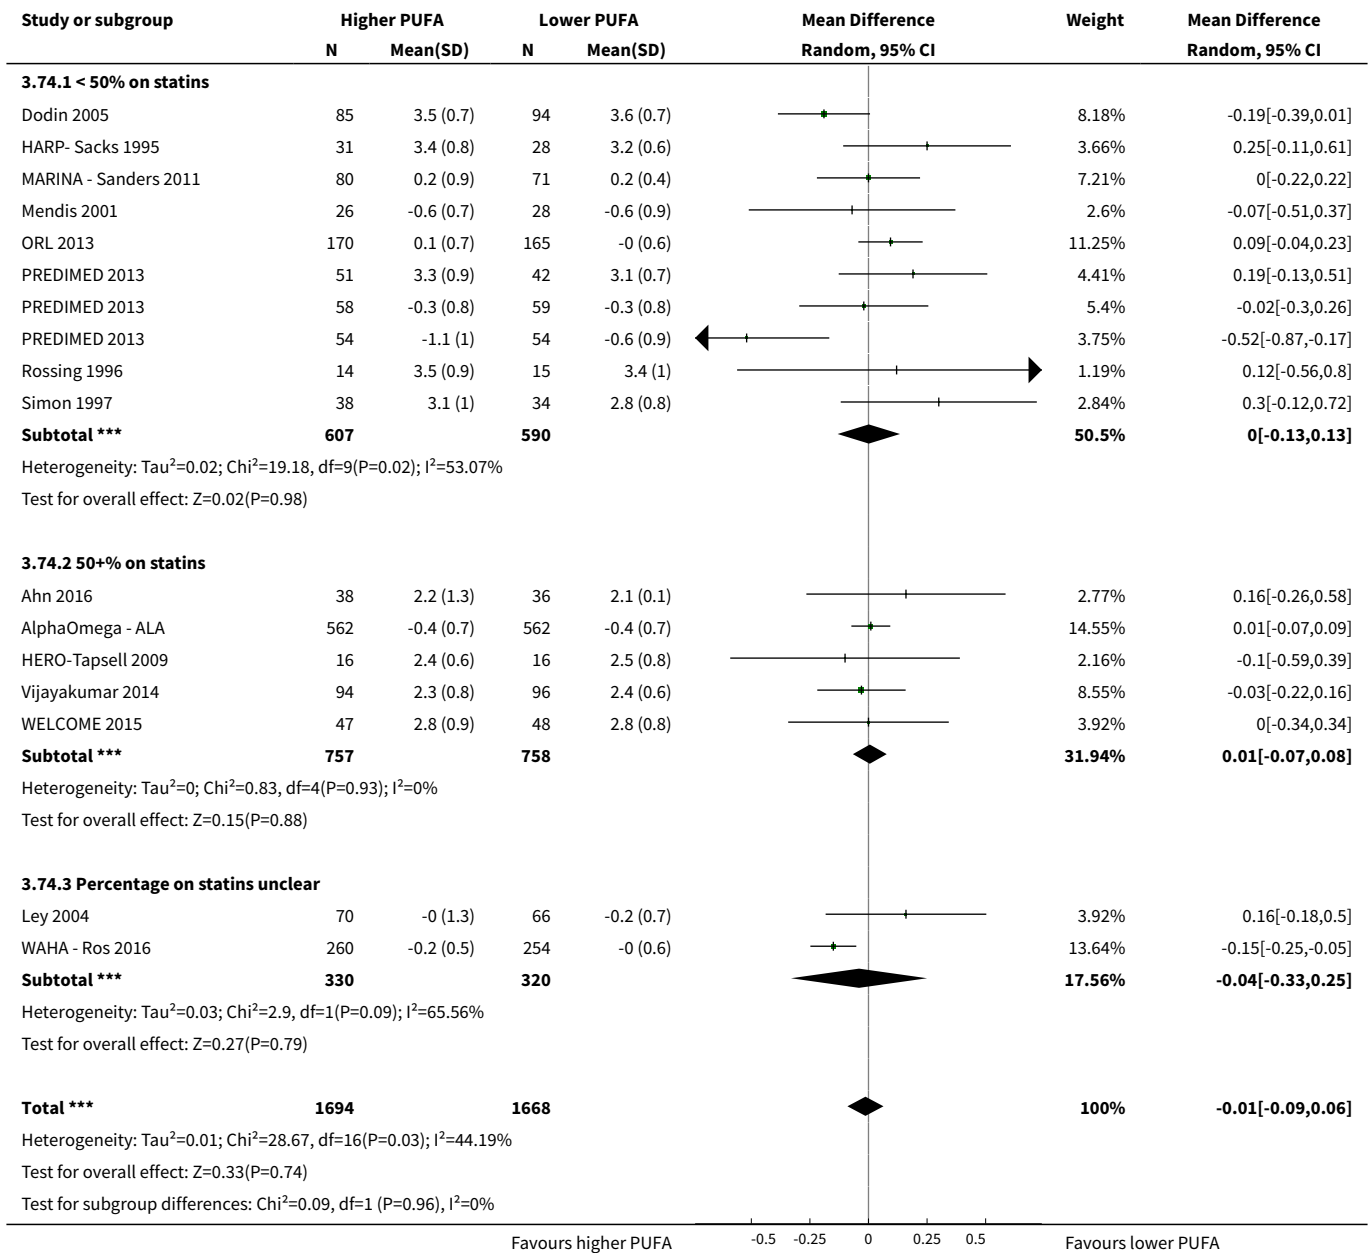 Study or subgroup Higher PUFA Lower PUFA Mean Difference Weight Mean Difference
N Mean(SD) N Mean(SD) Random, 95% CI Random, 95% CI
3.74.1 < 50% on statins
Dodin 2005 85 3.5 (0.7) 94 3.6 (0.7) 8.18% -0.19[-0.39,0.01]
HARP- Sacks 1995 31 3.4 (0.8) 28 3.2 (0.6) 3.66% 0.25[-0.11,0.61]
MARINA - Sanders 2011 80 0.2 (0.9) 71 0.2 (0.4) 7.21% 0[-0.22,0.22]
Mendis 2001 26 -0.6 (0.7) 28 -0.6 (0.9) 2.6% -0.07[-0.51,0.37]
ORL 2013 170 0.1 (0.7) 165 -0 (0.6) 11.25% 0.09[-0.04,0.23]
PREDIMED 2013 51 3.3 (0.9) 42 3.1 (0.7) 4.41% 0.19[-0.13,0.51]
PREDIMED 2013 58 -0.3 (0.8) 59 -0.3 (0.8) 5.4% -0.02[-0.3,0.26]
PREDIMED 2013 54 -1.1 (1) 54 -0.6 (0.9) 3.75% -0.52[-0.87,-0.17]
Rossing 1996 14 3.5 (0.9) 15 3.4 (1) 1.19% 0.12[-0.56,0.8]
Simon 1997 38 3.1 (1) 34 2.8 (0.8) 2.84% 0.3[-0.12,0.72]
Subtotal *** 607 590 50.5% 0[-0.13,0.13]
Heterogeneity: Tau²=0.02; Chi²=19.18, df=9(P=0.02); I²=53.07%
Test for overall effect: Z=0.02(P=0.98)
3.74.2 50+% on statins
Ahn 2016 38 2.2 (1.3) 36 2.1 (0.1) 2.77% 0.16[-0.26,0.58]
AlphaOmega - ALA 562 -0.4 (0.7) 562 -0.4 (0.7) 14.55% 0.01[-0.07,0.09]
HERO-Tapsell 2009 16 2.4 (0.6) 16 2.5 (0.8) 2.16% -0.1[-0.59,0.39]
Vijayakumar 2014 94 2.3 (0.8) 96 2.4 (0.6) 8.55% -0.03[-0.22,0.16]
WELCOME 2015 47 2.8 (0.9) 48 2.8 (0.8) 3.92% 0[-0.34,0.34]
Subtotal *** 757 758 31.94% 0.01[-0.07,0.08]
Heterogeneity: Tau²=0; Chi²=0.83, df=4(P=0.93); I²=0%
Test for overall effect: Z=0.15(P=0.88)
3.74.3 Percentage on statins unclear
Ley 2004 70 -0 (1.3) 66 -0.2 (0.7) 3.92% 0.16[-0.18,0.5]
WAHA - Ros 2016 260 -0.2 (0.5) 254 -0 (0.6) 13.64% -0.15[-0.25,-0.05]
Subtotal *** 330 320 17.56% -0.04[-0.33,0.25]
Heterogeneity: Tau²=0.03; Chi²=2.9, df=1(P=0.09); I²=65.56%
Test for overall effect: Z=0.27(P=0.79)
Total *** 1694 1668 100% -0.01[-0.09,0.06]
Heterogeneity: Tau²=0.01; Chi²=28.67, df=16(P=0.03); I²=44.19%
Test for overall effect: Z=0.33(P=0.74)
Test for subgroup differences: Chi²=0.09, df=1 (P=0.96), I²=0%
Favours higher PUFA -0.5 -0.25 0 0.25 0.5 Favours lower PUFA